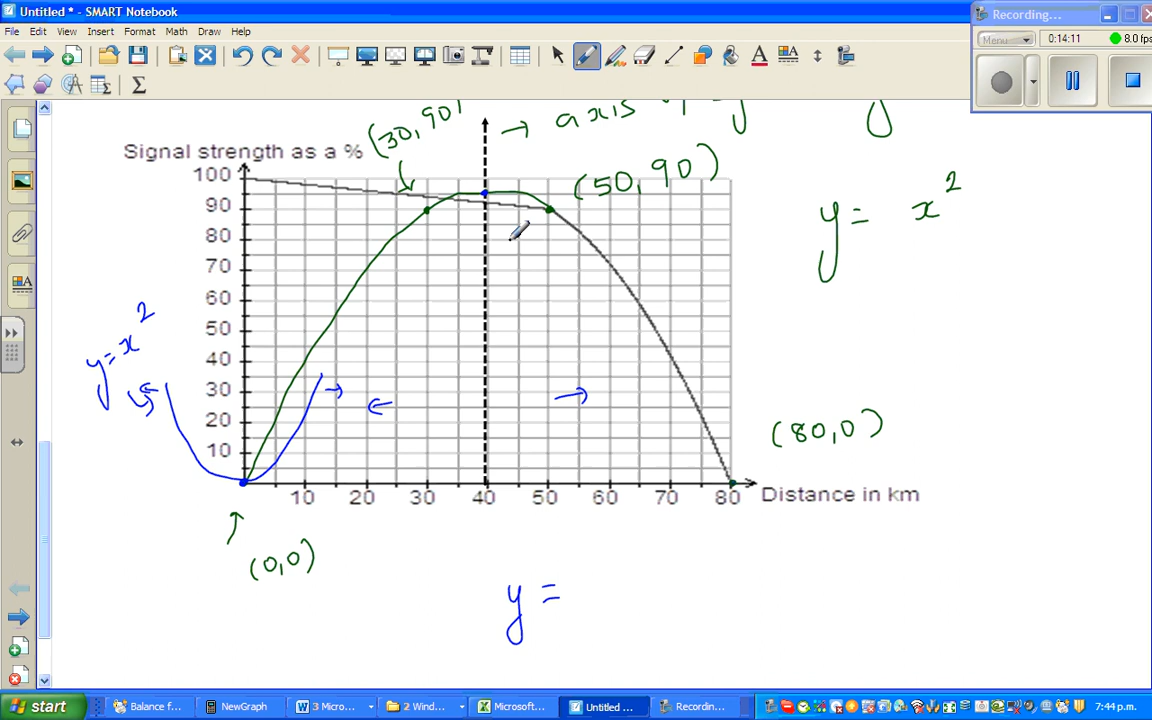 Untitled * - SMART Notebook
Recording...
File Edit View Insert Format Math Draw Help
Menu
0:14:11
8.0 fps
(30,90)
→ axis
y
Signal strength as a %
(50, 90)
y = x²
100
90
80
70
60
50
40
30
20
10
y = x²
(80,0)
10 20 30 40 50 60 70 80 Distance in km
(0,0)
y =
start
Balance f...
NewGraph
3 Micro...
2 Wind...
Microsoft...
Untitled ...
Recordin...
7:44 p.m.